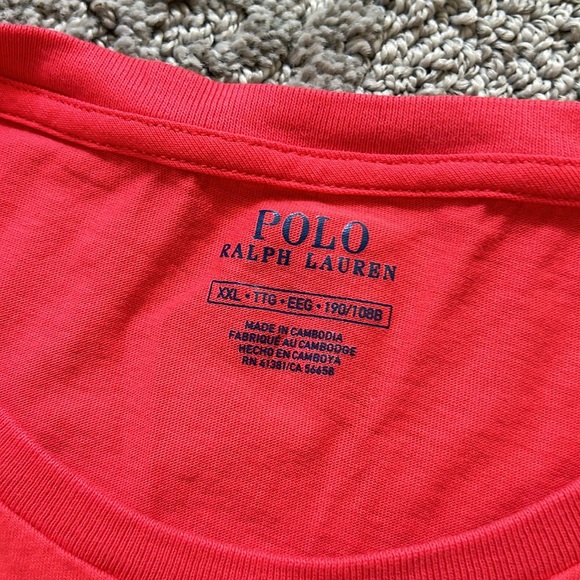 POLO
RALPH LAUREN
XXL • TTG • EEG • 190/108B
MADE IN CAMBODIA
FABRIQUÉ AU CAMBODGE
HECHO EN CAMBOYA
RN 41381/CA 56658